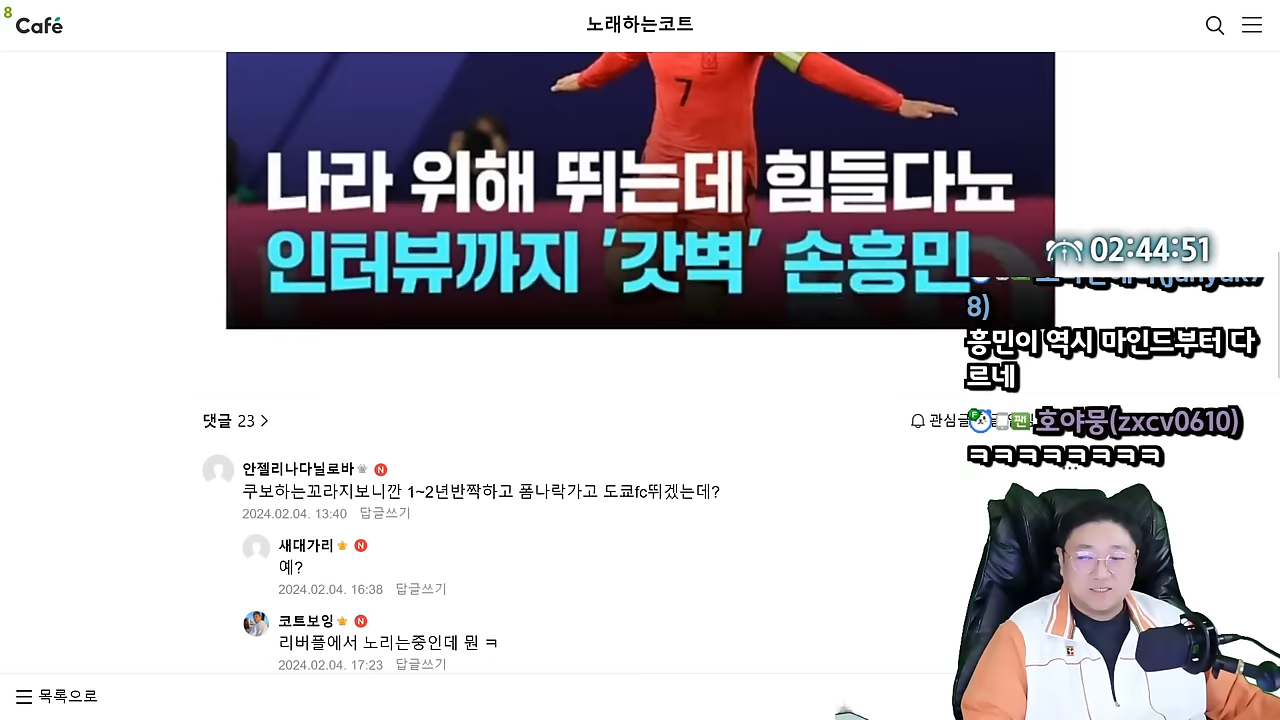 8
Café
노래하는코트
7
나라 위해 뛰는데 힘들다뇨
인터뷰까지 '갓벽' 손흥민
02:44:51
8)
흥민이 역시 마인드부터 다
르네
댓글 23
관심글
호야뭉(zxcv0610)
ㅋㅋㅋㅋㅋㅋㅋㅋ
안젤리나다닐로바 N
쿠보하는꼬라지보니깐 1~2년반짝하고 폼나락가고 도쿄fc뛰겠는데?
2024.02.04. 13:40 답글쓰기
새대가리 N
예?
2024.02.04. 16:38 답글쓰기
코트보잉 N
리버플에서 노리는중인데 뭔 ㅋ
2024.02.04. 17:23 답글쓰기
목록으로